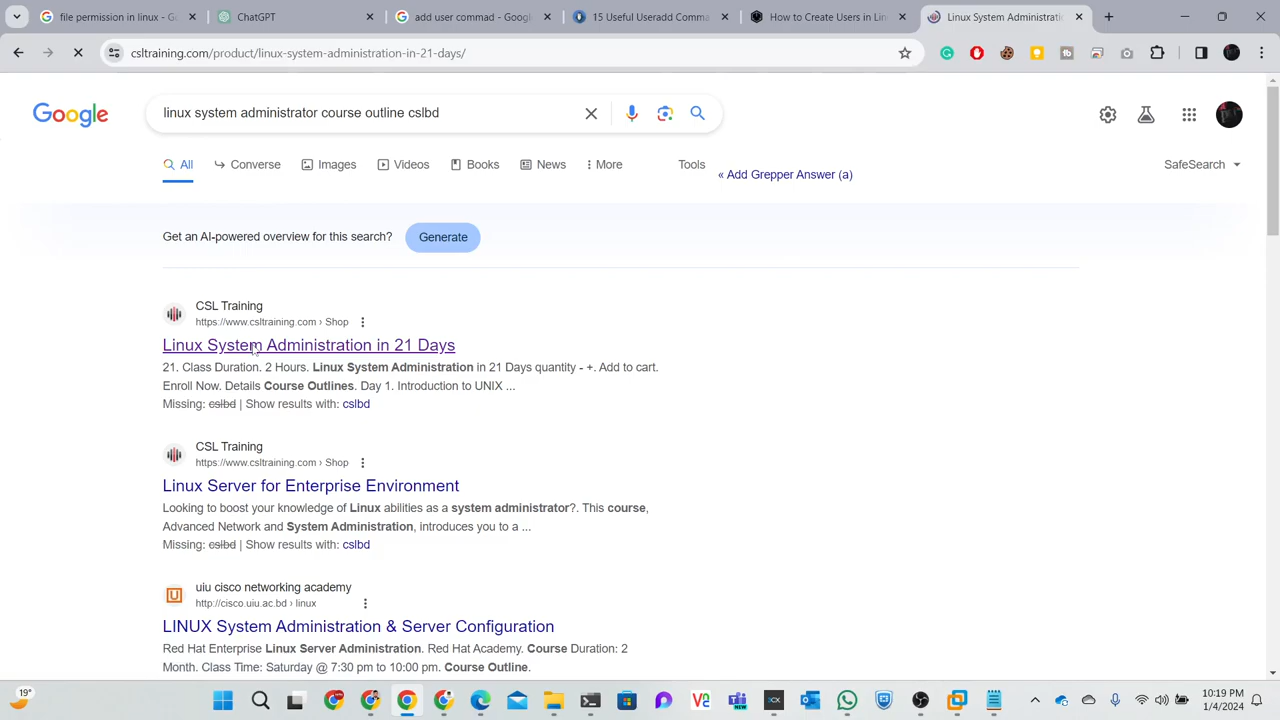 ChatGPT
add user command - Google
15 Useful Useradd Comma
How to Add Users in Lin
Linux System Administratic
csltraining.com/product/linux-system-administration-in-21-days/
Google
linux system administrator course outline cslbd
All
Converse
Images
Videos
Books
News
More
Tools
« Add Grepper Answer (a)
SafeSearch
Get an AI-powered overview for this search?
Generate
CSL Training
https://www.csltraining.com › Shop
Linux System Administration in 21 Days
21. Class Duration. 2 Hours. Linux System Administration in 21 Days quantity - +. Add to cart.
Enroll Now. Details Course Outlines. Day 1. Introduction to UNIX ...
Missing: cslbd | Show results with: cslbd
CSL Training
https://www.csltraining.com › Shop
Linux Server for Enterprise Environment
Looking to boost your knowledge of Linux abilities as a system administrator?. This course,
Advanced Network and System Administration, introduces you to a ...
Missing: cslbd | Show results with: cslbd
uiu cisco networking academy
http://cisco.uiu.ac.bd › linux
LINUX System Administration & Server Configuration
Red Hat Enterprise Linux Server Administration. Red Hat Academy. Course Duration: 2
Month. Class Time: Saturday @ 7:30 pm to 10:00 pm. Course Outline.
19°
10:19 PM
1/4/2024